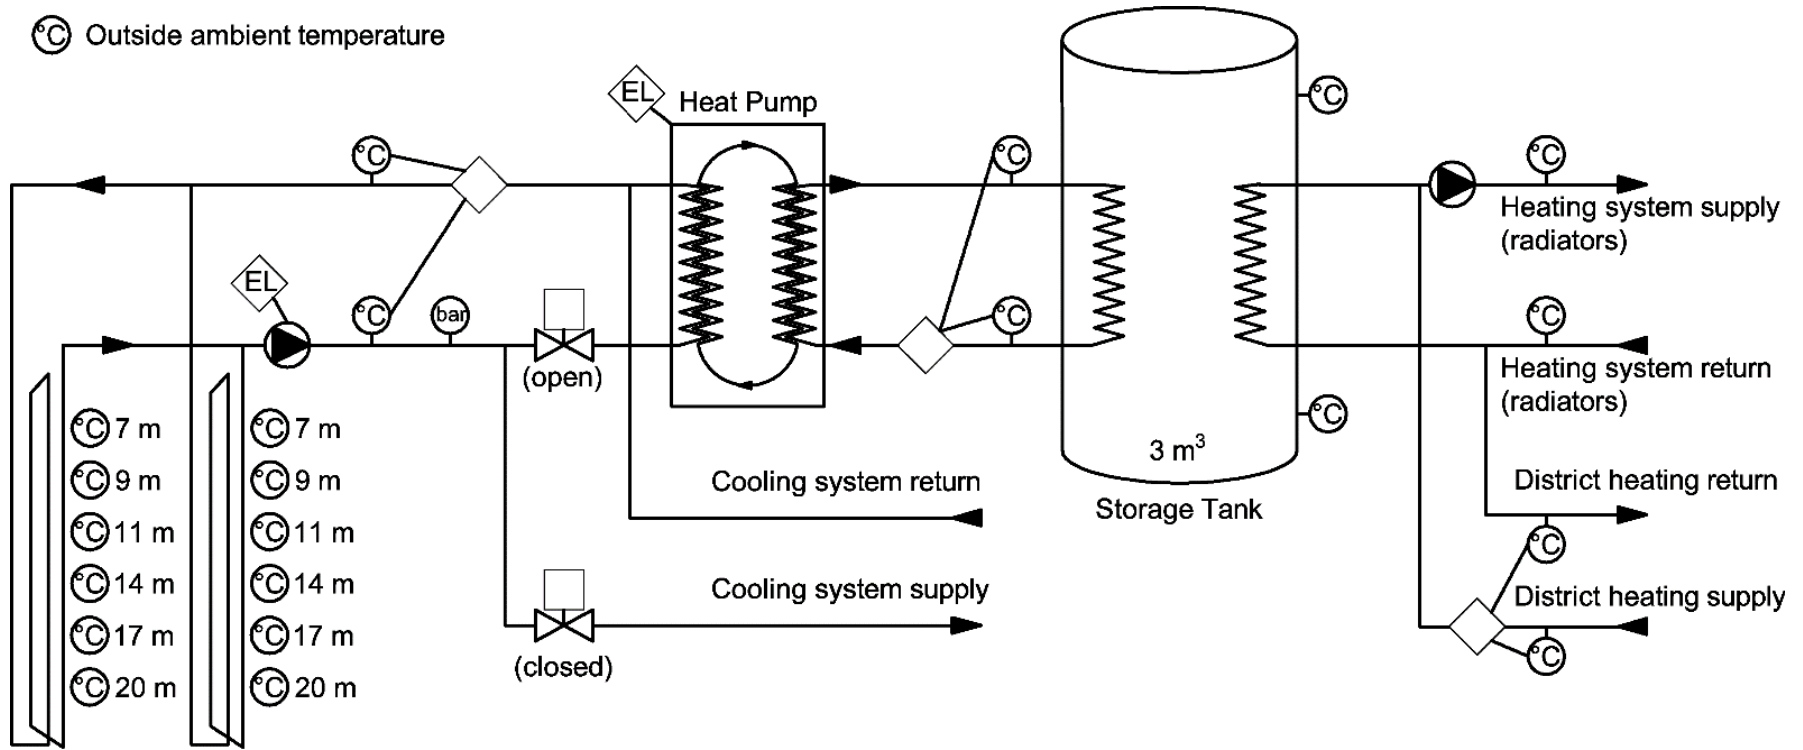 °C Outside ambient temperature
EL
Heat Pump
°C
°C
°C
°C
Heating system supply
(radiators)
EL
°C
bar
(open)
°C
°C
Heating system return
(radiators)
°C
°C 7 m
°C 9 m
°C 11 m
°C 14 m
°C 17 m
°C 20 m
°C 7 m
°C 9 m
°C 11 m
°C 14 m
°C 17 m
°C 20 m
3 m³
Storage Tank
Cooling system return
Cooling system supply
(closed)
District heating return
°C
District heating supply
°C